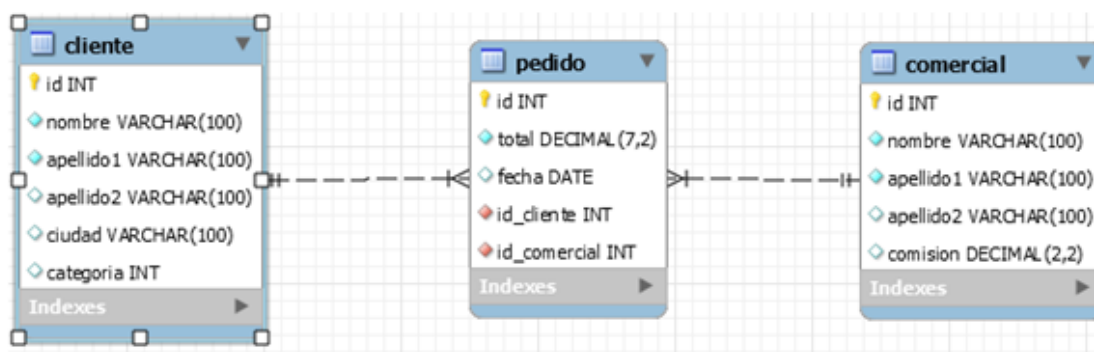 cliente
id INT
nombre VARCHAR(100)
apellido1 VARCHAR(100)
apellido2 VARCHAR(100)
ciudad VARCHAR(100)
categoria INT
Indexes
pedido
id INT
total DECIMAL(7,2)
fecha DATE
id_cliente INT
id_comercial INT
Indexes
comercial
id INT
nombre VARCHAR(100)
apellido1 VARCHAR(100)
apellido2 VARCHAR(100)
comision DECIMAL(2,2)
Indexes